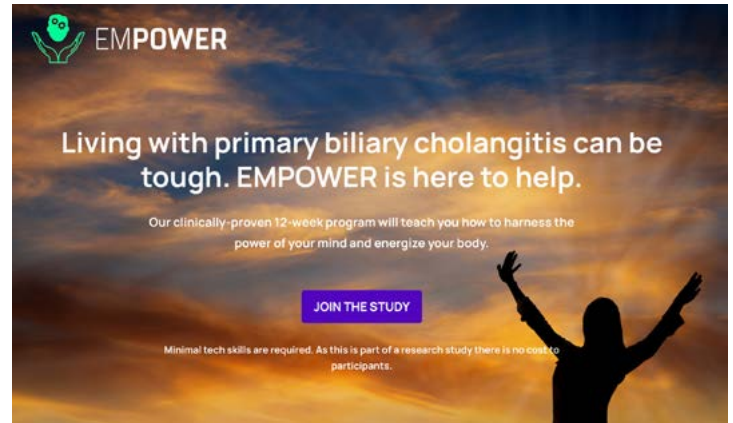 EMPOWER
Living with primary biliary cholangitis can be
tough. EMPOWER is here to help.
Our clinically-proven 12-week program will teach you how to harness the
power of your mind and energize your body.
JOIN THE STUDY
Minimal tech skills are required. As this is part of a research study there is no cost to
participants.